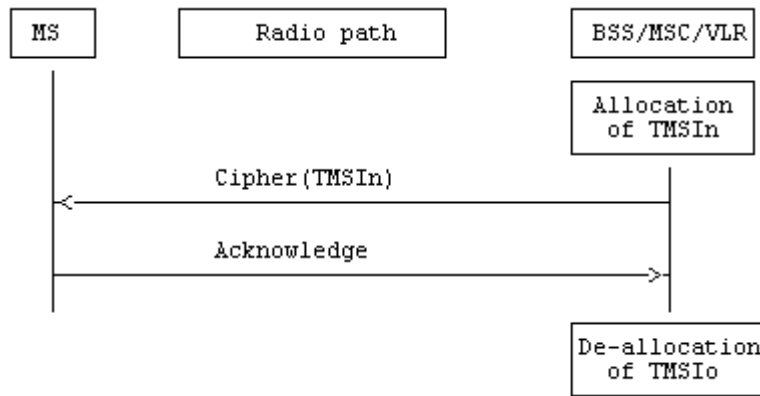 MS
Radio path
BSS/MSC/VLR
Allocation
of TMSIn
Cipher(TMSIn)
Acknowledge
De-allocation
of TMSIo